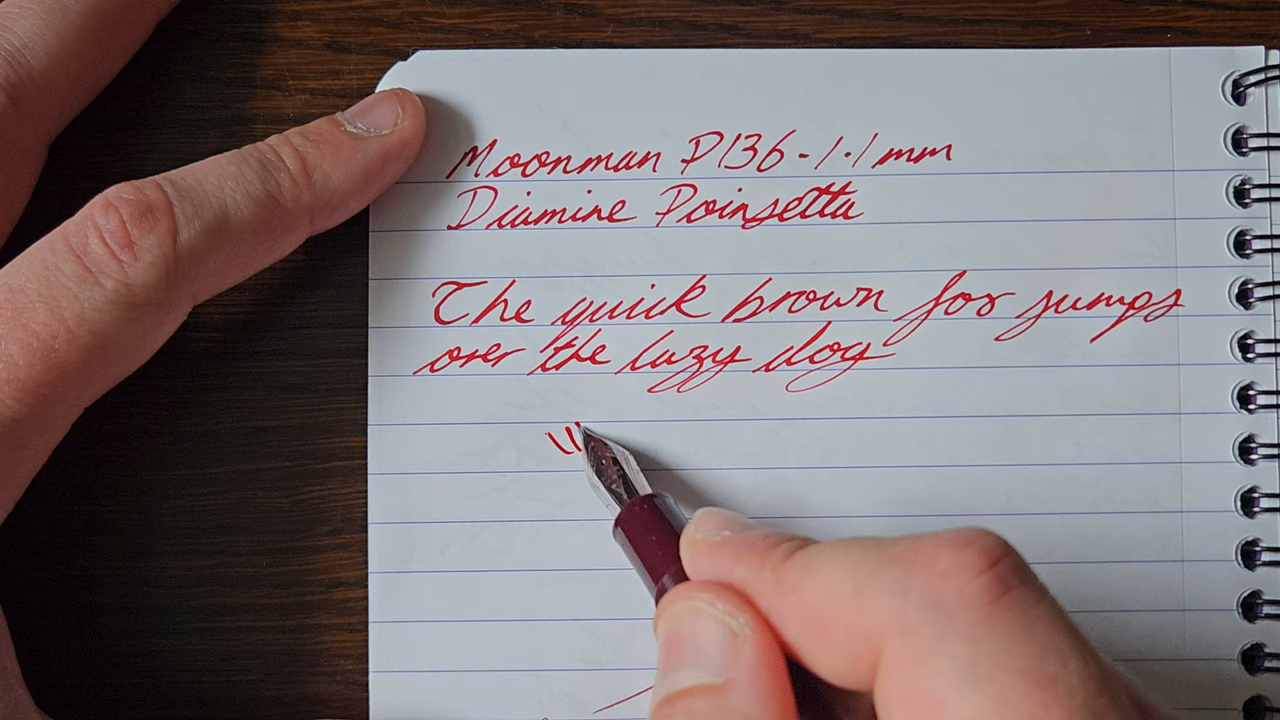 Moonman P136 - 1.1mm
Diamine Poinsetta
The quick brown fox jumps
over the lazy dog